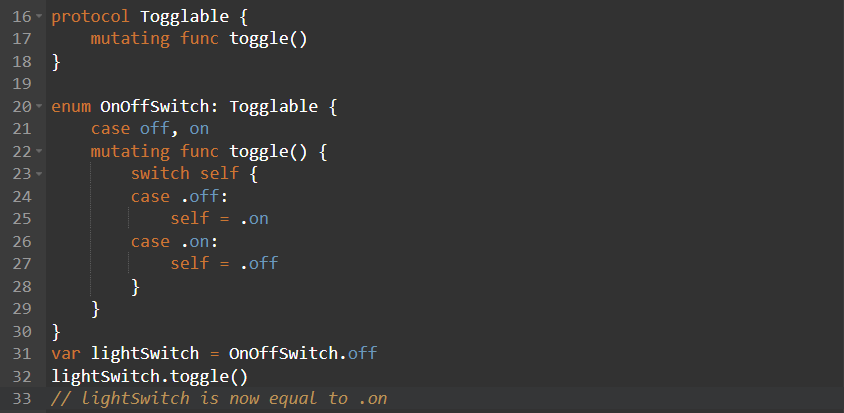 16 protocol Togglable {
17     mutating func toggle()
18 }
19
20 enum OnOffSwitch: Togglable {
21     case off, on
22     mutating func toggle() {
23         switch self {
24         case .off:
25             self = .on
26         case .on:
27             self = .off
28         }
29     }
30 }
31 var lightSwitch = OnOffSwitch.off
32 lightSwitch.toggle()
33 // lightSwitch is now equal to .on